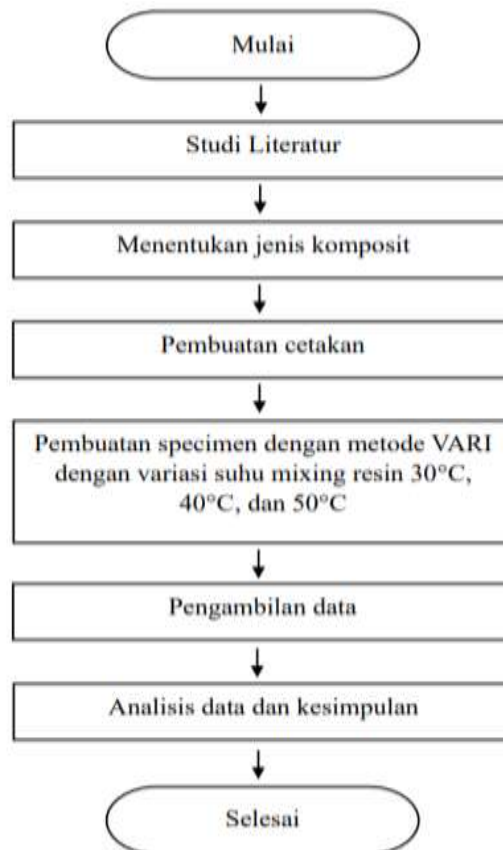 Mulai
Studi Literatur
Menentukan jenis komposit
Pembuatan cetakan
Pembuatan specimen dengan metode VARI
dengan variasi suhu mixing resin 30°C,
40°C, dan 50°C
Pengambilan data
Analisis data dan kesimpulan
Selesai